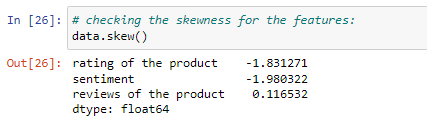 In [26]: # checking the skewness for the features:
data.skew()
Out[26]: rating of the product    -1.831271
sentiment                -1.980322
reviews of the product    0.116532
dtype: float64